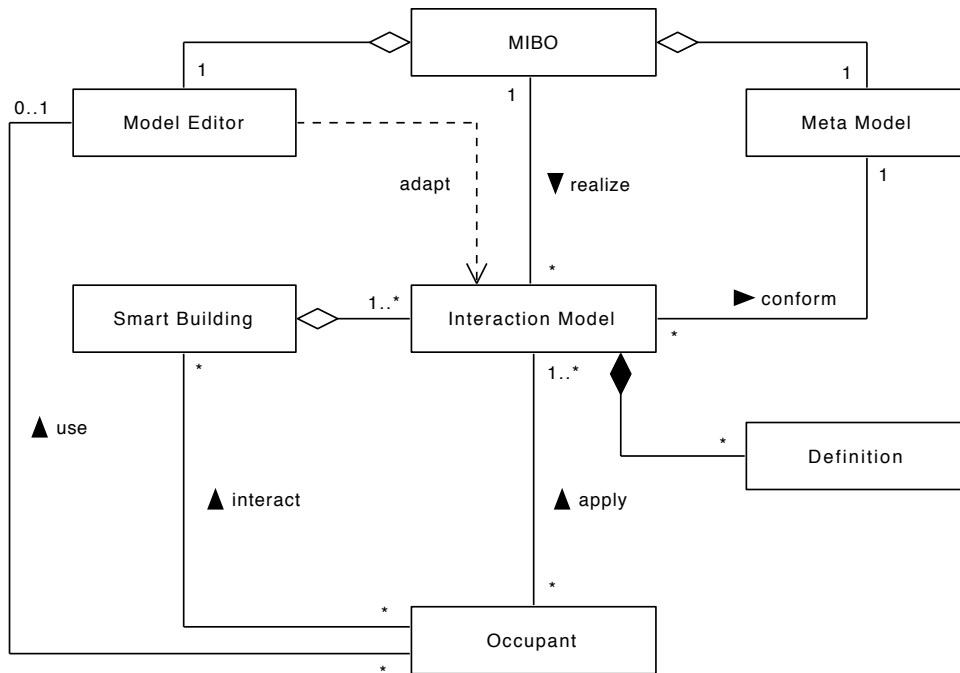 MIBO
1
1
1
0..1
Model Editor
Meta Model
1
adapt
realize
*
1..*
conform
Smart Building
Interaction Model
*
*
1..*
use
*
Definition
interact
apply
*
*
Occupant
*